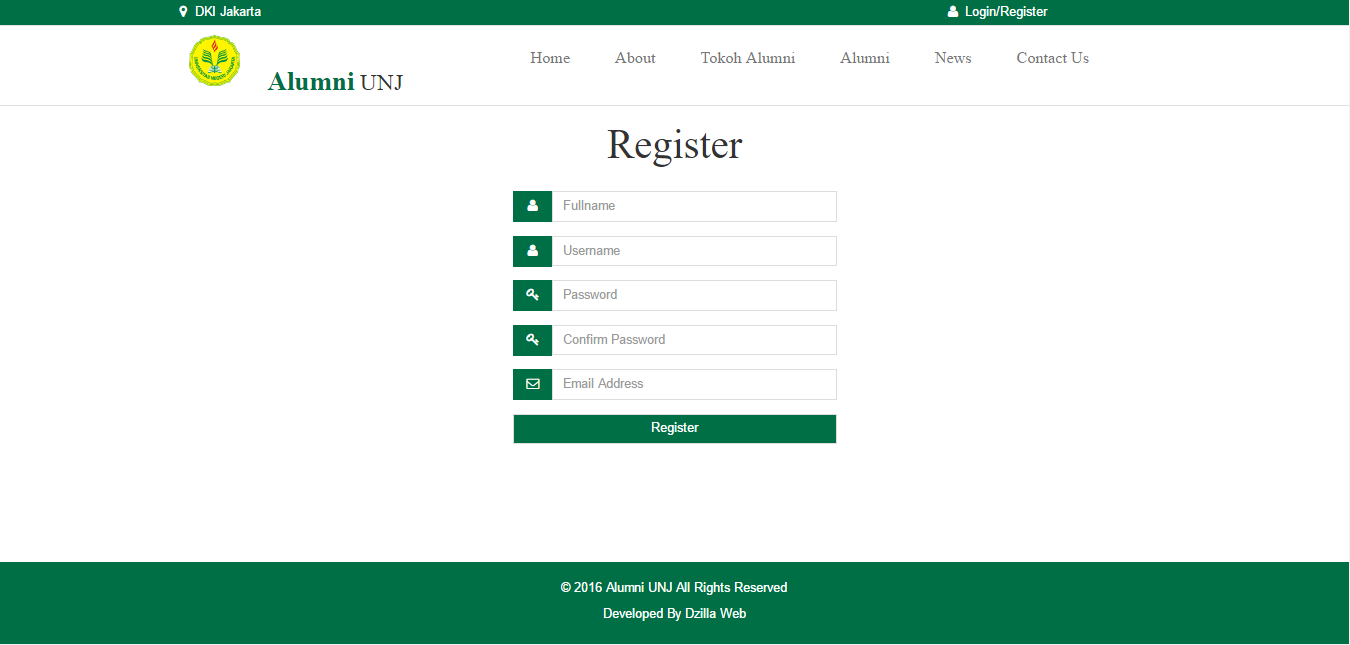 DKI Jakarta
Login/Register
Alumni UNJ
Home
About
Tokoh Alumni
Alumni
News
Contact Us
Register
Fullname
Username
Password
Confirm Password
Email Address
Register
© 2016 Alumni UNJ All Rights Reserved
Developed By Dzilla Web